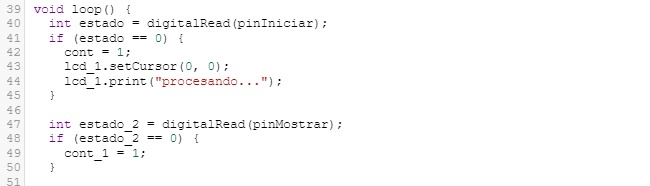 39 void loop() {
40   int estado = digitalRead(pinIniciar);
41   if (estado == 0) {
42     cont = 1;
43     lcd_1.setCursor(0, 0);
44     lcd_1.print("procesando...");
45   }
46
47   int estado_2 = digitalRead(pinMostrar);
48   if (estado_2 == 0) {
49     cont_1 = 1;
50   }
51